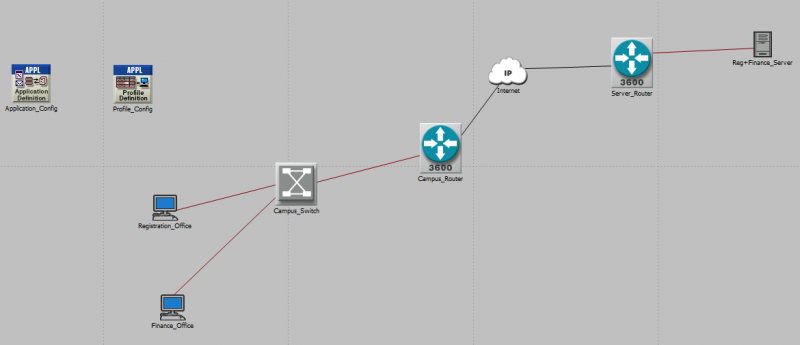 APPL
Application
Definition
Application_Config
APPL
Profile
Definition
Profile_Config
Registration_Office
Finance_Office
Campus_Switch
3600
Campus_Router
IP
Internet
3600
Server_Router
Reg+Finance_Server